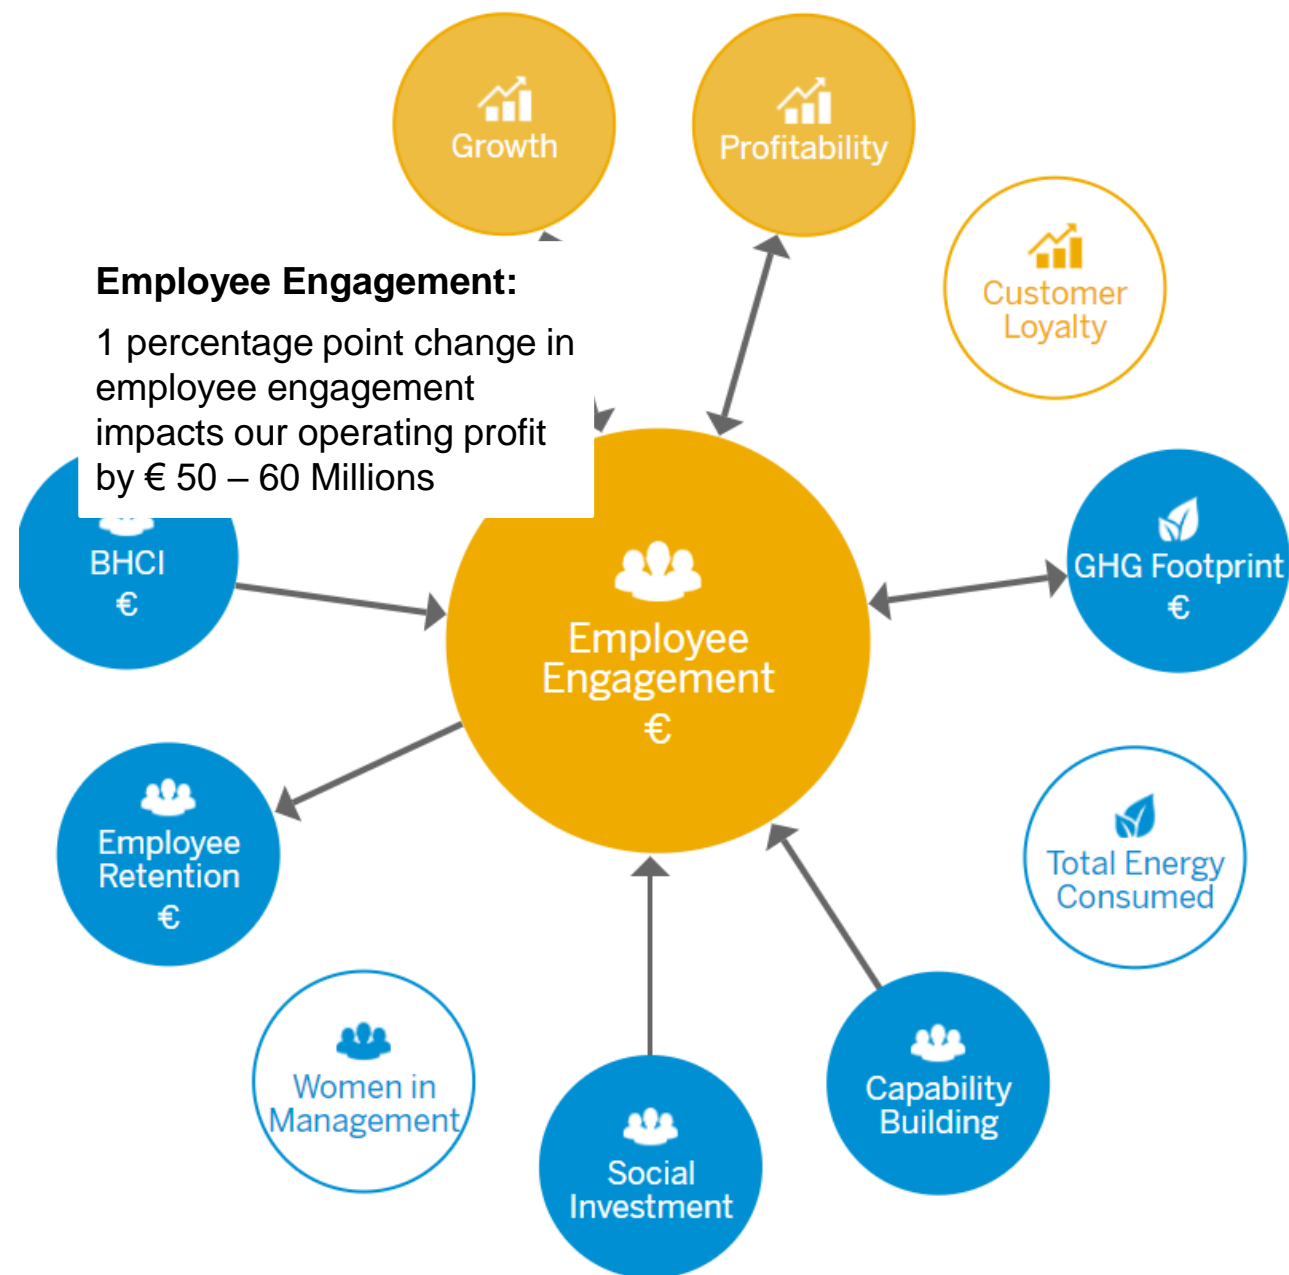 Growth
Profitability
Customer
Loyalty
Employee Engagement:
1 percentage point change in
employee engagement
impacts our operating profit
by € 50 – 60 Millions
BHCI
€
GHG Footprint
€
Employee
Engagement
€
Employee
Retention
€
Total Energy
Consumed
Women in
Management
Capability
Building
Social
Investment